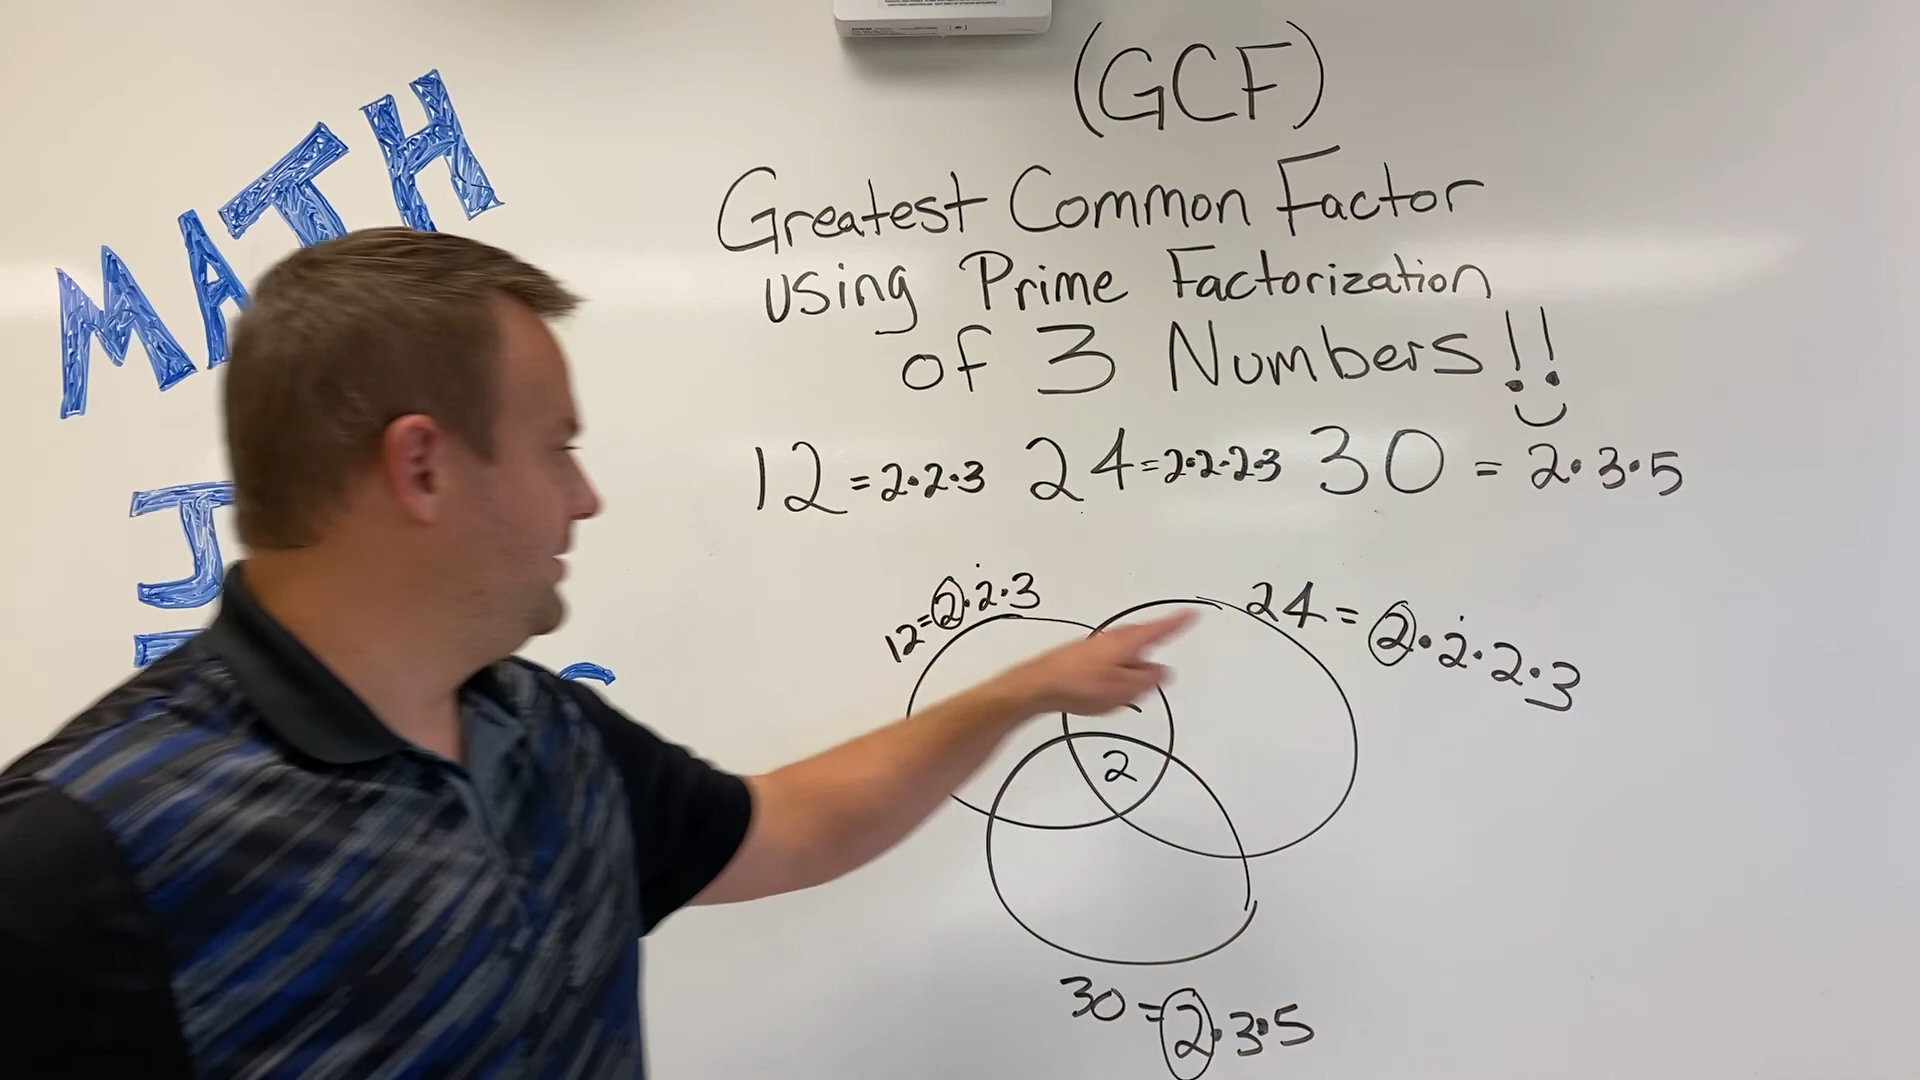 (GCF)
MATH
Greatest Common Factor
using Prime Factorization
of 3 Numbers!!
12 = 2·2·3 24 = 2·2·2·3 30 = 2·3·5
J
12 = 2·2·3
24 = 2·2·2·3
2
30 = 2·3·5